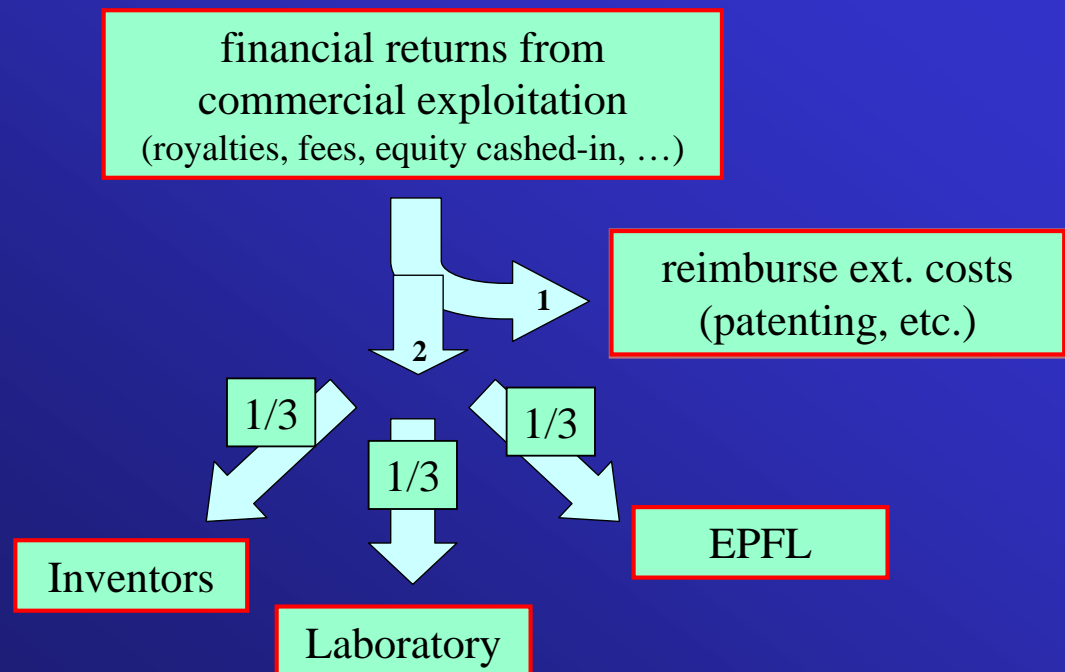 financial returns from
commercial exploitation
(royalties, fees, equity cashed-in, …)
1
reimburse ext. costs
(patenting, etc.)
2
1/3
1/3
1/3
Inventors
Laboratory
EPFL